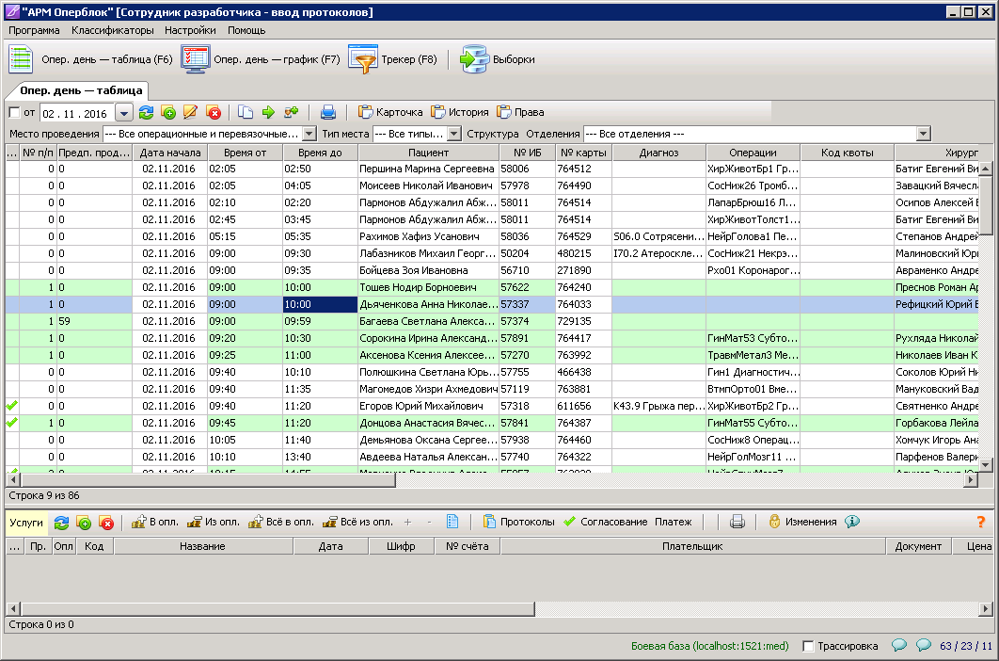 "АРМ Оперблок" [Сотрудник разработчика - ввод протоколов]
Программа Классификаторы Настройки Помощь
Опер. день — таблица (F6) Опер. день — график (F7) Трекер (F8) Выборки
Опер. день — таблица
от 02 . 11 . 2016 Карточка История Права
Место проведения --- Все операционные и перевязочные... Тип места --- Все типы... Структура Отделения --- Все отделения ---
... № п/п Предп. прод... Дата начала Время от Время до Пациент № ИБ № карты Диагноз Операции Код квоты Хирург
0 0 02.11.2016 02:05 02:50 Першина Марина Сергеевна 58006 764512 ХирЖивотБр1 Гр... Батиг Евгений Ви
0 0 02.11.2016 02:05 04:05 Моисеев Николай Иванович 57978 764490 СосНиж26 Тромб... Завацкий Вячесла
0 0 02.11.2016 02:10 02:20 Пармонов Абдужалил Абж... 58011 764514 ЛапарБрюш16 Л... Осипов Алексей Е
0 0 02.11.2016 02:45 03:45 Пармонов Абдужалил Абж... 58011 764514 ХирЖивотТолст1... Батиг Евгений Ви
0 0 02.11.2016 05:15 05:35 Рахимов Хафиз Усанович 58036 764529 S06.0 Сотрясени... НейрГолова1 Пе... Степанов Андрей
0 0 02.11.2016 09:00 09:30 Лабазников Михаил Георг... 50204 480215 I70.2 Атероскле... СосНиж21 Некрэ... Малиновский Юри
0 0 02.11.2016 09:00 09:35 Бойцева Зоя Ивановна 56710 271890 Рхо01 Коронарог... Авраменко Андре
1 0 02.11.2016 09:00 10:00 Тошев Нодир Борноевич 57622 764240 Преснов Роман Ар
1 0 02.11.2016 09:00 10:00 Дьяченкова Анна Николае... 57337 764033 Рефицкий Юрий В
1 59 02.11.2016 09:00 09:59 Багаева Светлана Алекса... 57374 729135
1 0 02.11.2016 09:20 10:30 Сорокина Ирина Александ... 57891 764417 ГинМат53 Субто... Рухляда Николай
1 0 02.11.2016 09:25 11:00 Аксенова Ксения Алексее... 57270 763992 ТравмМетал3 Ме... Николаев Иван К
0 0 02.11.2016 09:40 10:10 Полюшкина Светлана Юрь... 57755 466438 Гин1 Диагностич... Соколов Юрий Ни
0 0 02.11.2016 09:40 11:35 Магомедов Хизри Ахмедович 57119 763881 ВтмпОрто01 Вме... Мануковский Вад
0 0 02.11.2016 09:40 11:20 Егоров Юрий Михайлович 57318 611656 K43.9 Грыжа пер... ХирЖивотБр2 Гр... Святненко Андре
1 0 02.11.2016 09:45 11:20 Донцова Анастасия Вячес... 57841 764387 ГинМат55 Субто... Горбакова Лейла
0 0 02.11.2016 10:05 11:40 Демьянова Оксана Сергее... 57938 764460 СосНиж8 Операц... Хомчук Игорь Ана
0 0 02.11.2016 10:10 13:40 Авдеева Наталья Алексан... 57740 764322 НейрГолМозг11 ... Парфенов Валери
Строка 9 из 86
Услуги В опл. Из опл. Всё в опл. Всё из опл. + - Протоколы Согласование Платеж Изменения ?
... Пр. Опл Код Название Дата Шифр № счёта Плательщик Документ Цена
Строка 0 из 0
Боевая база (localhost:1521:med) Трассировка 63 / 23 / 11